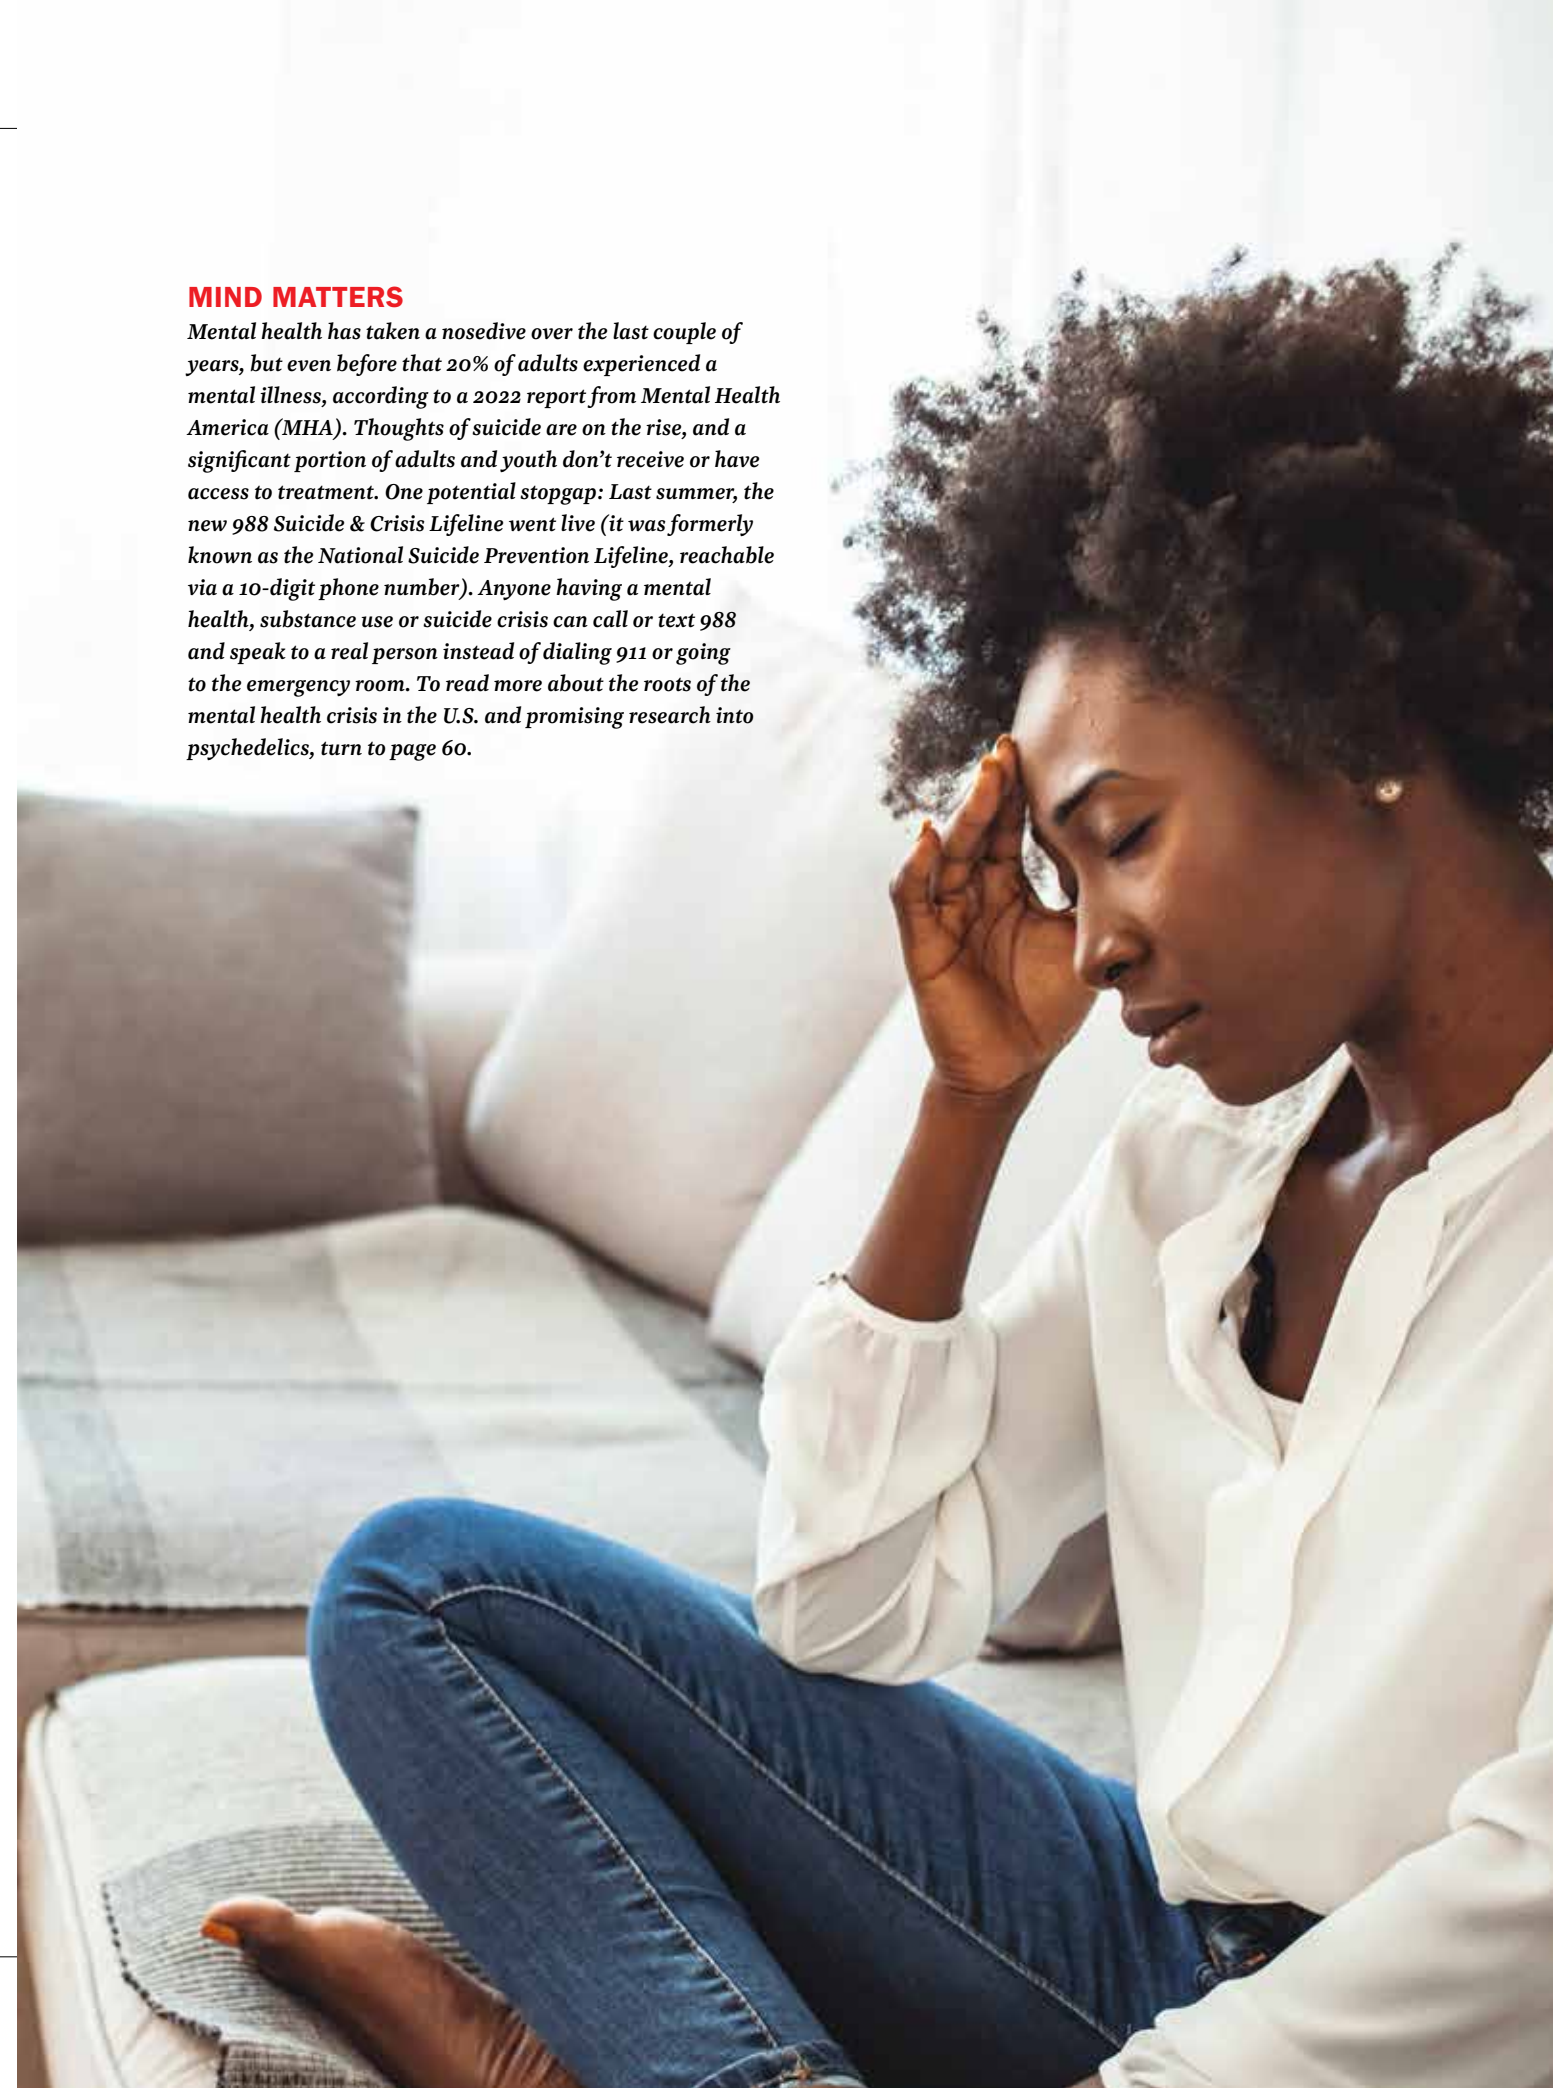 MIND MATTERS
Mental health has taken a nosedive over the last couple of
years, but even before that 20% of adults experienced a
mental illness, according to a 2022 report from Mental Health
America (MHA). Thoughts of suicide are on the rise, and a
significant portion of adults and youth don’t receive or have
access to treatment. One potential stopgap: Last summer, the
new 988 Suicide & Crisis Lifeline went live (it was formerly
known as the National Suicide Prevention Lifeline, reachable
via a 10-digit phone number). Anyone having a mental
health, substance use or suicide crisis can call or text 988
and speak to a real person instead of dialing 911 or going
to the emergency room. To read more about the roots of the
mental health crisis in the U.S. and promising research into
psychedelics, turn to page 60.